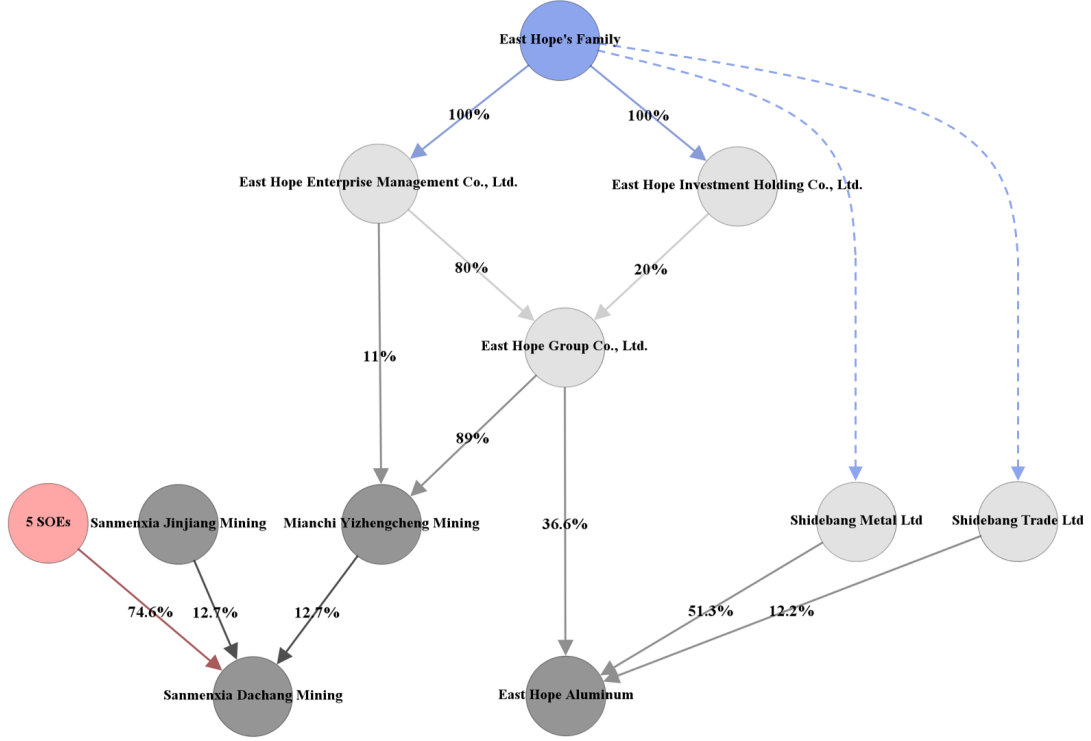 East Hope's Family
100%
100%
East Hope Enterprise Management Co., Ltd.
East Hope Investment Holding Co., Ltd.
80%
20%
East Hope Group Co., Ltd.
11%
89%
5 SOEs
Sanmenxia Jinjiang Mining
Mianchi Yizhengcheng Mining
36.6%
Shidebang Metal Ltd
Shidebang Trade Ltd
74.6%
12.7%
12.7%
51.3%
12.2%
Sanmenxia Dachang Mining
East Hope Aluminum